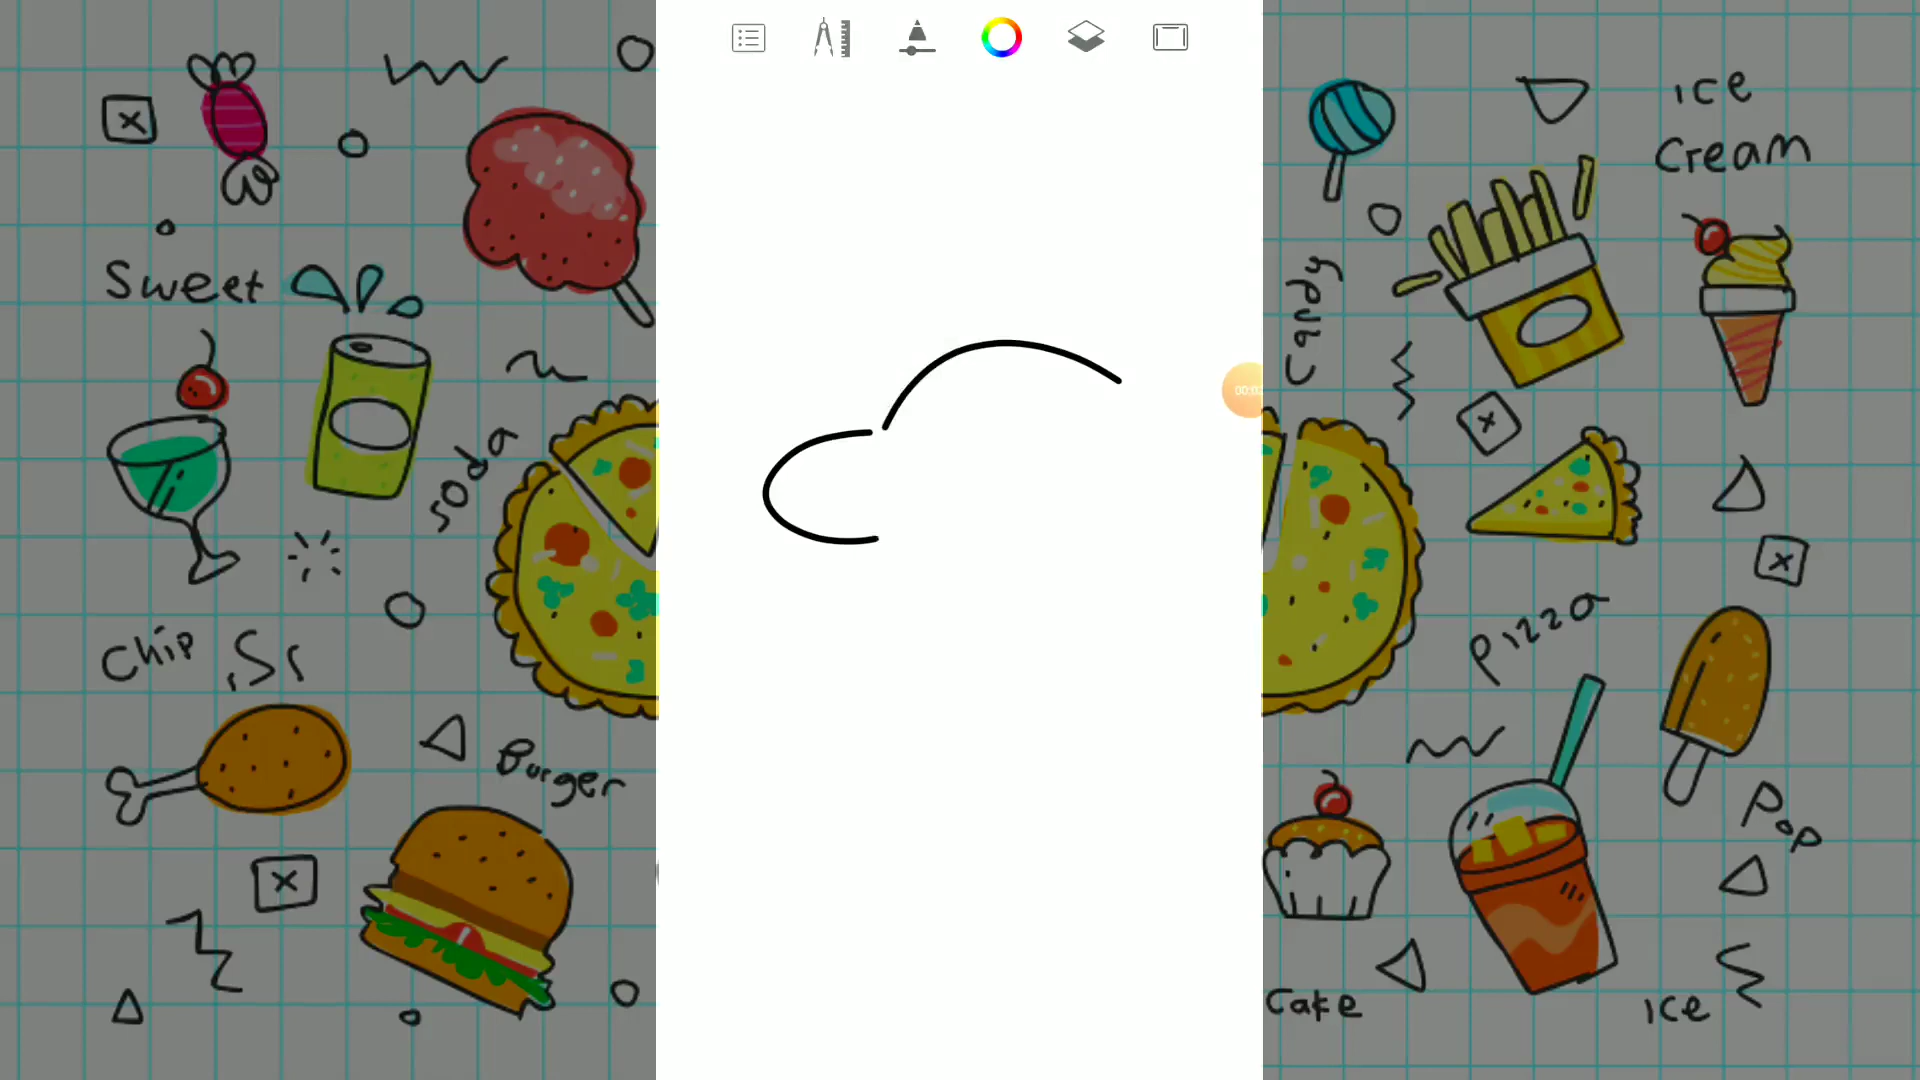 Sweet
soda
Chip
Burger
ice
cream
Candy
Pizza
Pop
Cake
ice